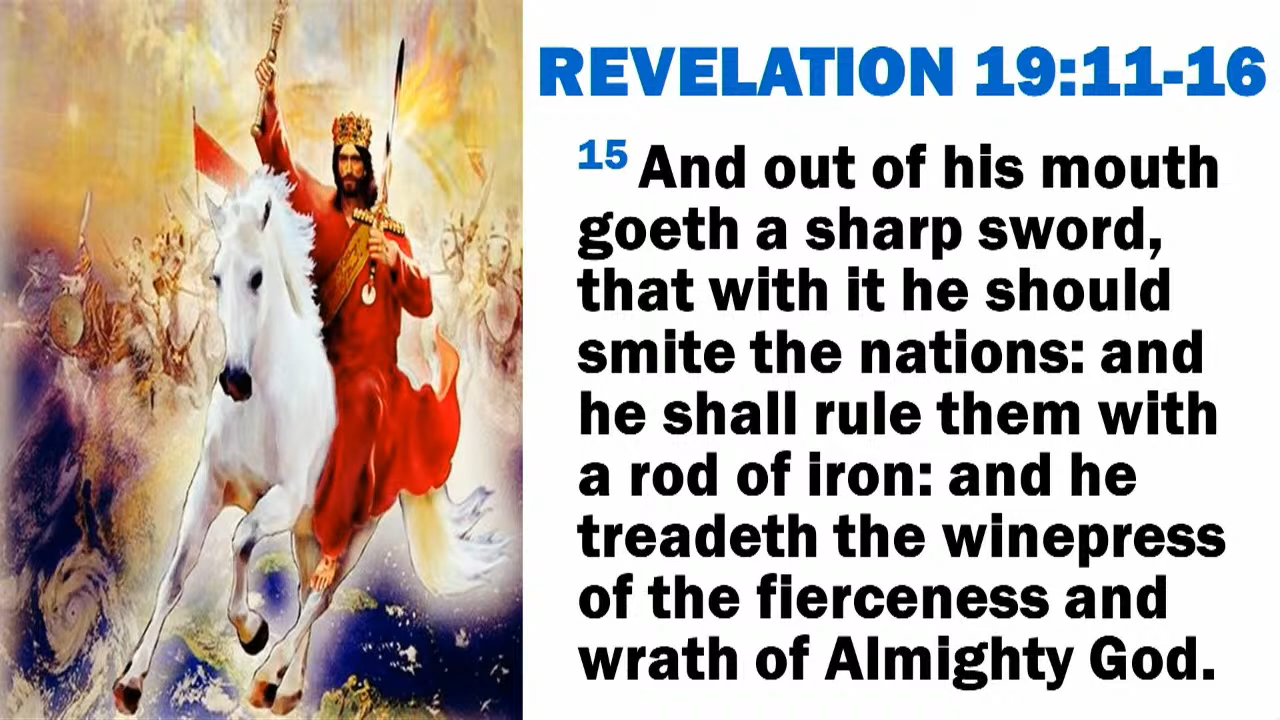 REVELATION 19:11-16
15 And out of his mouth
goeth a sharp sword,
that with it he should
smite the nations: and
he shall rule them with
a rod of iron: and he
treadeth the winepress
of the fierceness and
wrath of Almighty God.